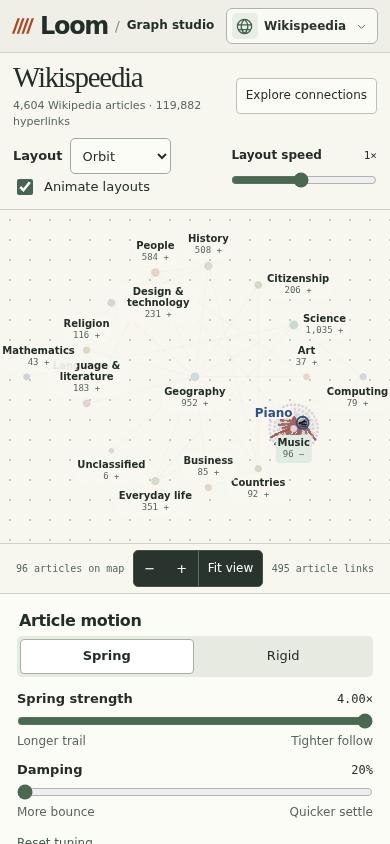 Loom / Graph studio Wikispeedia
Wikispeedia
4,604 Wikipedia articles · 119,882
hyperlinks
Explore connections
Layout Orbit
Layout speed 1×
Animate layouts
History
508 +
People
584 +
Citizenship
206 +
Design &
technology
231 +
Science
1,035 +
Religion
116 +
Mathematics
43 +
Language &
literature
183 +
Art
37 +
Geography
952 +
Computing
79 +
Piano
Music
96 −
Unclassified
6 +
Business
85 +
Countries
92 +
Everyday life
351 +
96 articles on map − + Fit view 495 article links
Article motion
Spring Rigid
Spring strength 4.00×
Longer trail Tighter follow
Damping 20%
More bounce Quicker settle
Reset tuning